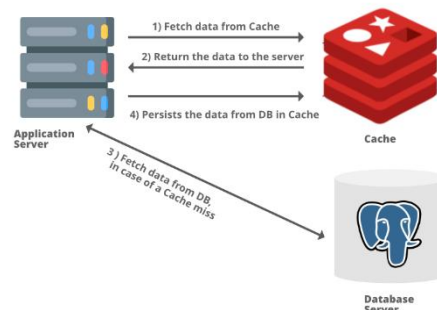 1) Fetch data from Cache
2) Return the data to the server
4) Persists the data from DB in Cache
Application
Server
Cache
3 ) Fetch data from DB,
in case of a Cache miss
Database
Server